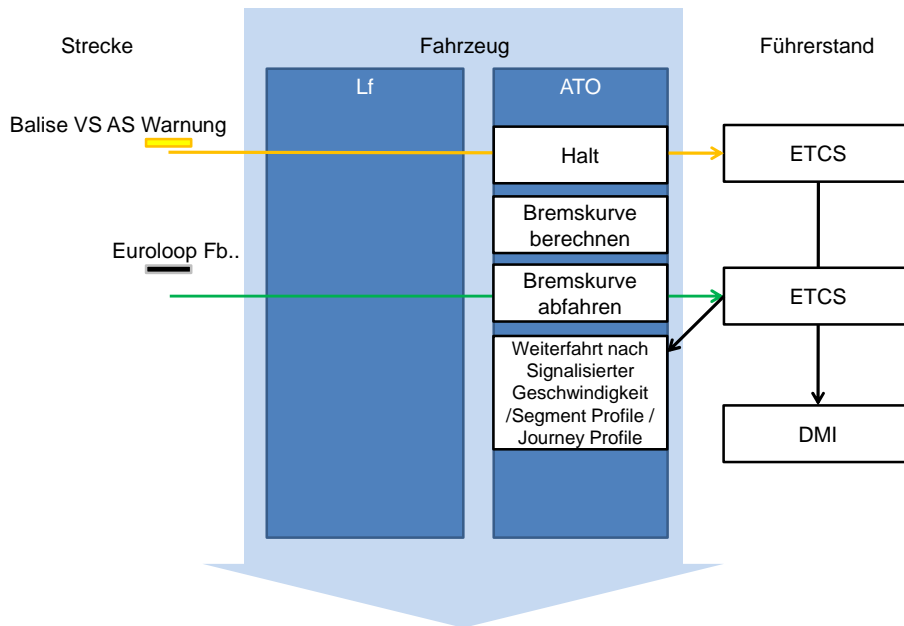 Strecke
Fahrzeug
Führerstand
Lf
ATO
Balise VS AS Warnung
Halt
ETCS
Bremskurve
berechnen
Euroloop Fb..
Bremskurve
abfahren
ETCS
Weiterfahrt nach
Signalisierter
Geschwindigkeit
/Segment Profile /
Journey Profile
DMI